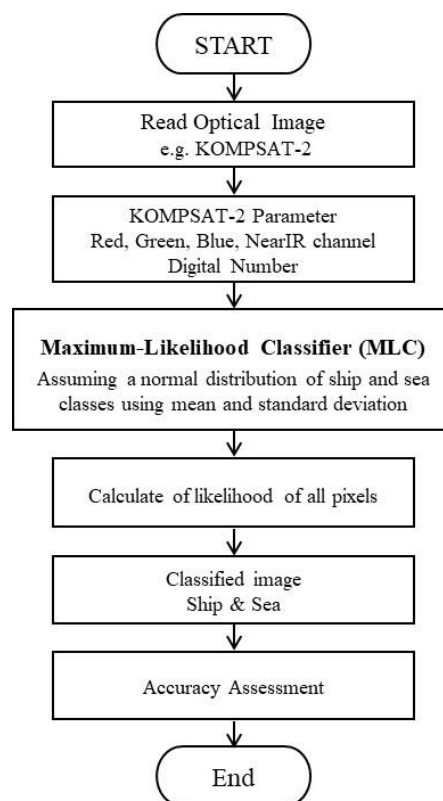 START
Read Optical Image
e.g. KOMPSAT-2
KOMPSAT-2 Parameter
Red, Green, Blue, NearIR channel
Digital Number
Maximum-Likelihood Classifier (MLC)
Assuming a normal distribution of ship and sea
classes using mean and standard deviation
Calculate of likelihood of all pixels
Classified image
Ship & Sea
Accuracy Assessment
End